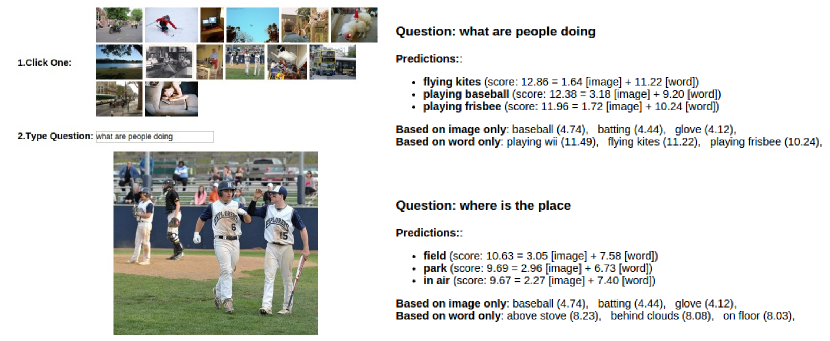 1.Click One:
2.Type Question: what are people doing
EXPLORERS
6
EXPLORERS
15
Question: what are people doing
Predictions::
• flying kites (score: 12.86 = 1.64 [image] + 11.22 [word])
• playing baseball (score: 12.38 = 3.18 [image] + 9.20 [word])
• playing frisbee (score: 11.96 = 1.72 [image] + 10.24 [word])
Based on image only: baseball (4.74), batting (4.44), glove (4.12),
Based on word only: playing wii (11.49), flying kites (11.22), playing frisbee (10.24),
Question: where is the place
Predictions::
• field (score: 10.63 = 3.05 [image] + 7.58 [word])
• park (score: 9.69 = 2.96 [image] + 6.73 [word])
• in air (score: 9.67 = 2.27 [image] + 7.40 [word])
Based on image only: baseball (4.74), batting (4.44), glove (4.12),
Based on word only: above stove (8.23), behind clouds (8.08), on floor (8.03),